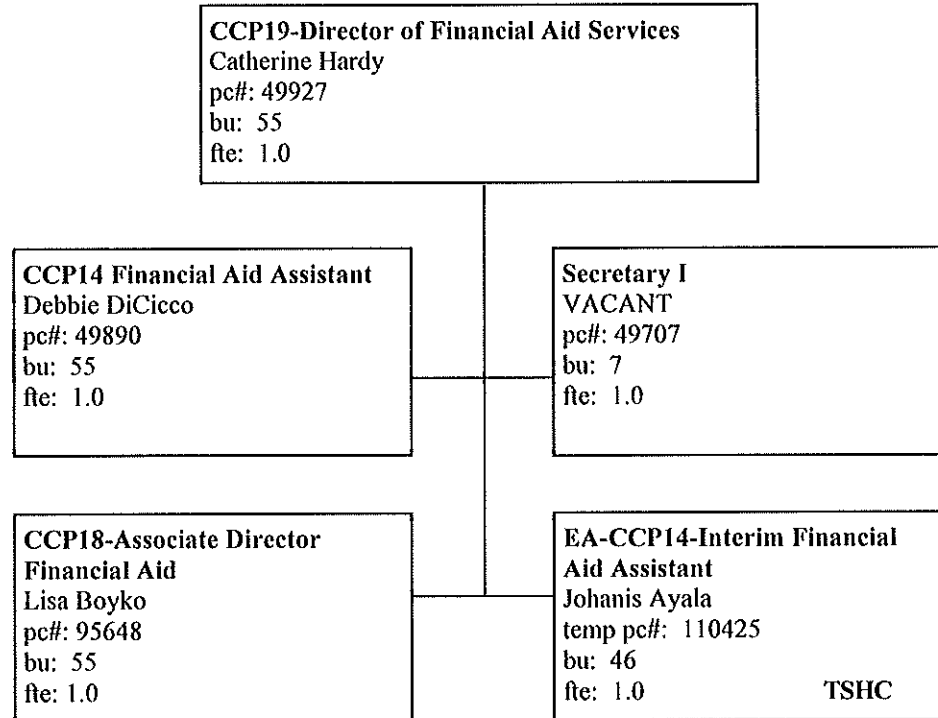 CCP19-Director of Financial Aid Services
Catherine Hardy
pc#: 49927
bu: 55
fte: 1.0
CCP14 Financial Aid Assistant
Debbie DiCicco
pc#: 49890
bu: 55
fte: 1.0
Secretary I
VACANT
pc#: 49707
bu: 7
fte: 1.0
CCP18-Associate Director
Financial Aid
Lisa Boyko
pc#: 95648
bu: 55
fte: 1.0
EA-CCP14-Interim Financial
Aid Assistant
Johanis Ayala
temp pc#: 110425
bu: 46
fte: 1.0 TSHC